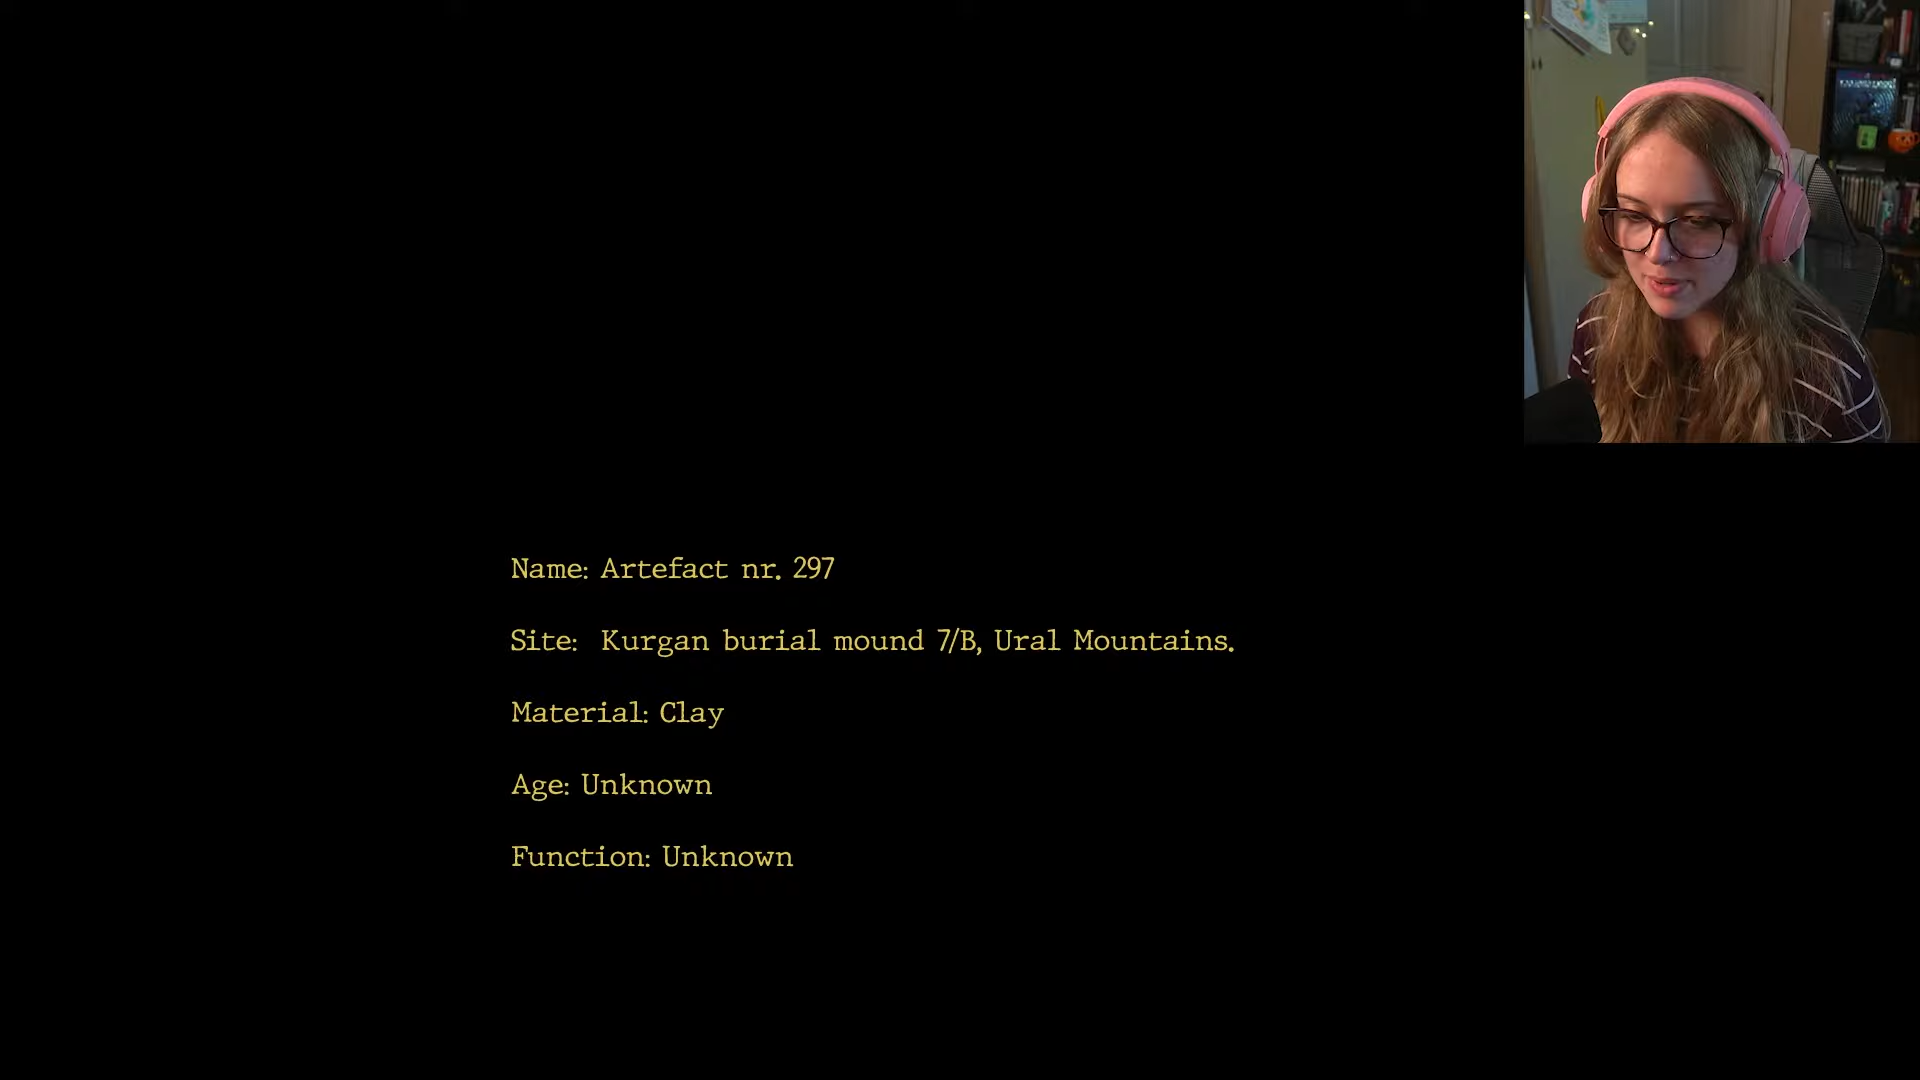 Name: Artefact nr. 297
Site: Kurgan burial mound 7/B, Ural Mountains.
Material: Clay
Age: Unknown
Function: Unknown